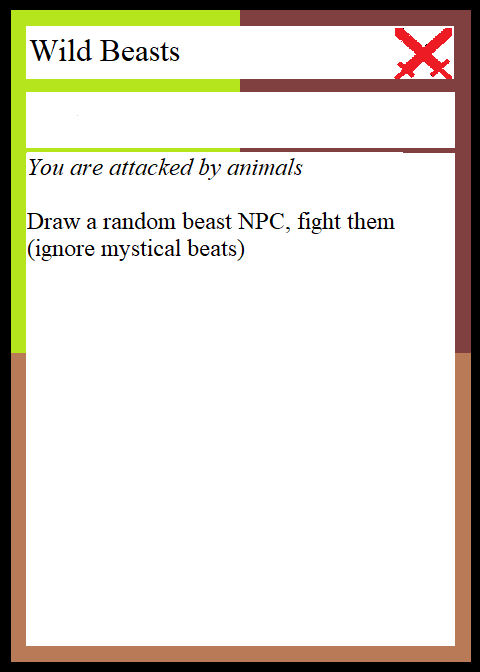 Wild Beasts
You are attacked by animals
Draw a random beast NPC, fight them
(ignore mystical beats)